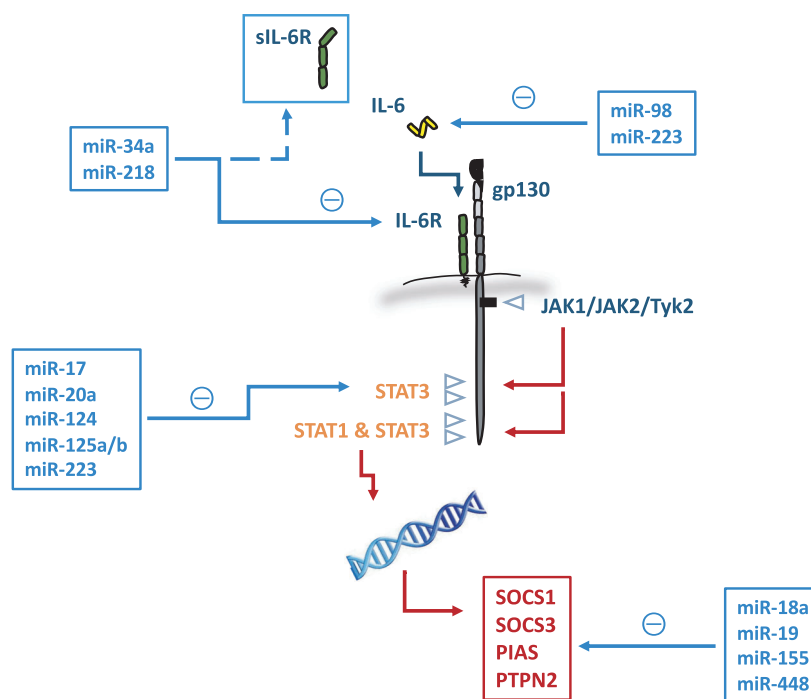 sIL-6R
IL-6
miR-98
miR-223
miR-34a
miR-218
gp130
IL-6R
JAK1/JAK2/Tyk2
miR-17
miR-20a
miR-124
miR-125a/b
miR-223
STAT3
STAT1 & STAT3
SOCS1
SOCS3
PIAS
PTPN2
miR-18a
miR-19
miR-155
miR-448